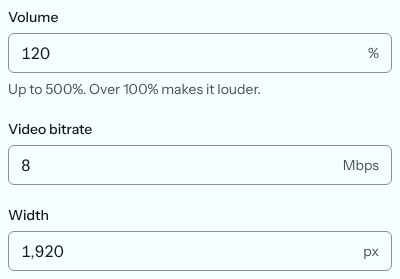 Volume
120 %
Up to 500%. Over 100% makes it louder.
Video bitrate
8 Mbps
Width
1,920 px